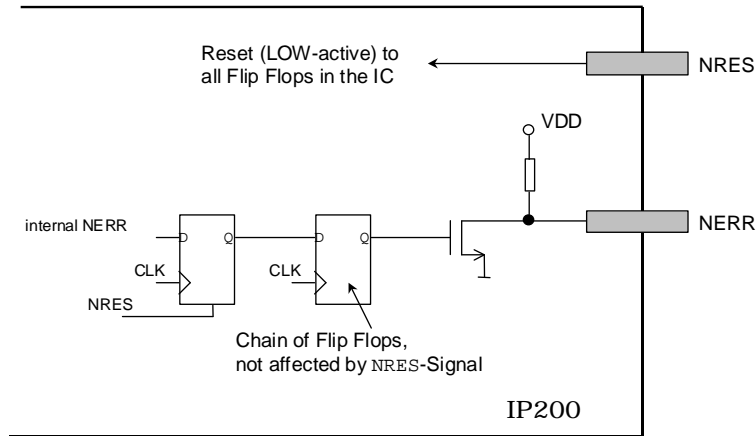 Reset (LOW-active) to
all Flip Flops in the IC
NRES
VDD
NERR
internal NERR
D
Q
D
Q
CLK
CLK
NRES
Chain of Flip Flops,
not affected by NRES-Signal
IP200